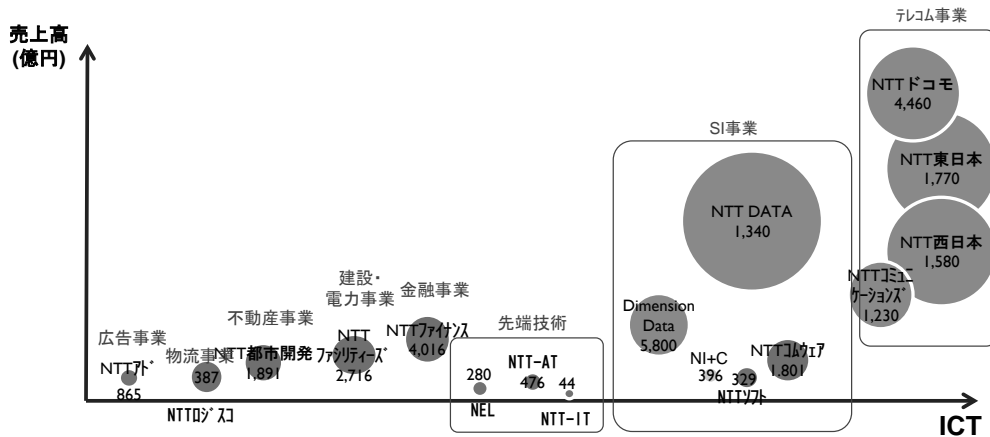 テレコム事業
売上高
(億円)
NTTドコモ
4,460
SI事業
NTT東日本
1,770
NTT DATA
1,340
NTT西日本
1,580
NTTコミュニ
ケーションズ
1,230
建設・
電力事業
金融事業
不動産事業
先端技術
Dimension
Data
5,800
広告事業
物流事業
NTTアド
865
387
NTTロジスコ
NTT都市開発
1,891
NTT
ファシリティーズ
2,716
NTTファイナンス
4,016
280
NEL
NTT-AT
476
44
NTT-IT
NI+C
396
329
NTTソフト
NTTコムウェア
1,801
ICT